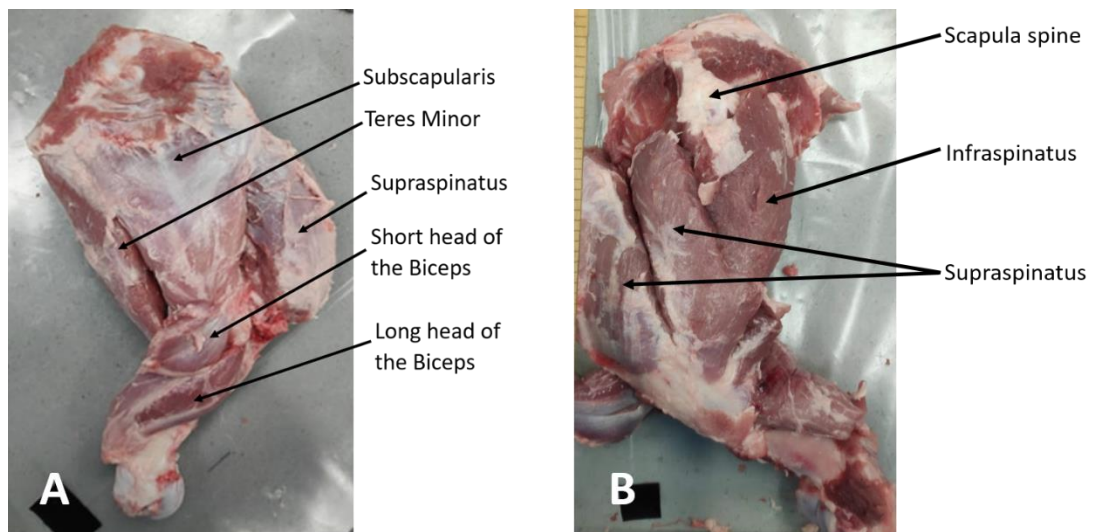 Subscapularis
Teres Minor
Supraspinatus
Short head of
the Biceps
Long head of
the Biceps
A
Scapula spine
Infraspinatus
Supraspinatus
B